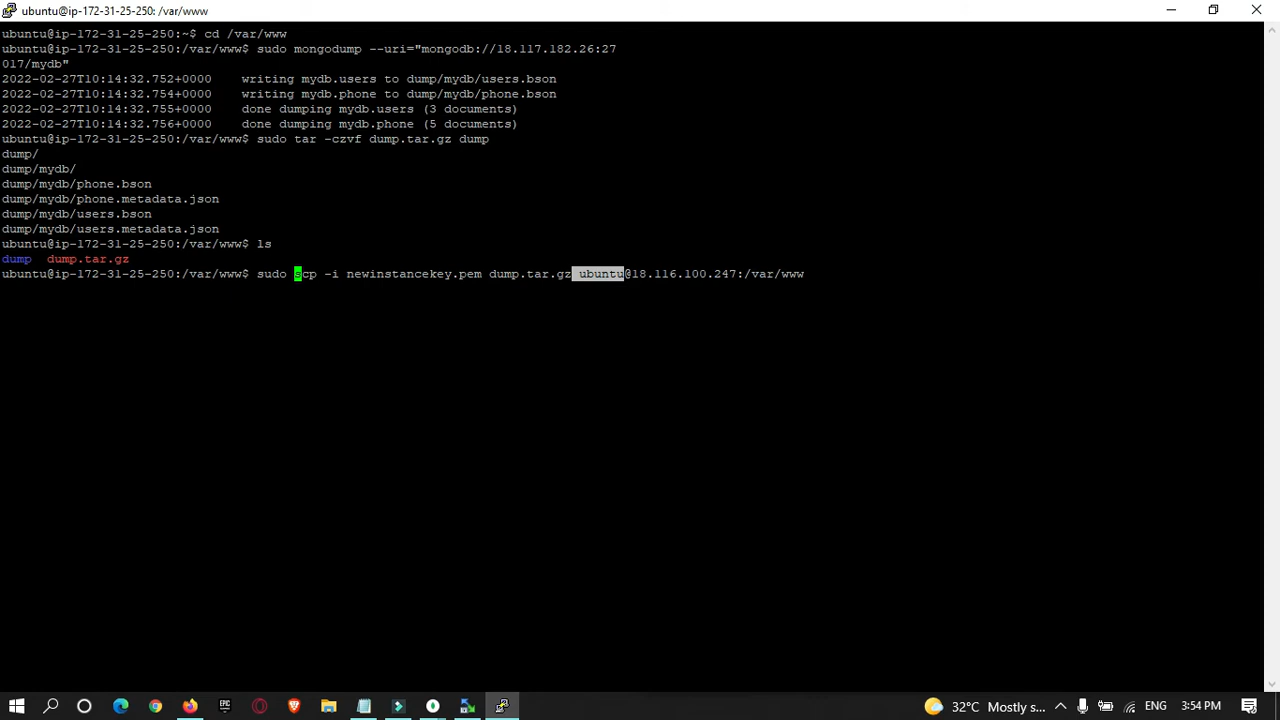 ubuntu@ip-172-31-25-250: /var/www
ubuntu@ip-172-31-25-250:~$ cd /var/www
ubuntu@ip-172-31-25-250:/var/www$ sudo mongodump --uri="mongodb://18.117.182.26:27
017/mydb"
2022-02-27T10:14:32.752+0000    writing mydb.users to dump/mydb/users.bson
2022-02-27T10:14:32.754+0000    writing mydb.phone to dump/mydb/phone.bson
2022-02-27T10:14:32.755+0000    done dumping mydb.users (3 documents)
2022-02-27T10:14:32.756+0000    done dumping mydb.phone (5 documents)
ubuntu@ip-172-31-25-250:/var/www$ sudo tar -czvf dump.tar.gz dump
dump/
dump/mydb/
dump/mydb/phone.bson
dump/mydb/phone.metadata.json
dump/mydb/users.bson
dump/mydb/users.metadata.json
ubuntu@ip-172-31-25-250:/var/www$ ls
dump  dump.tar.gz
ubuntu@ip-172-31-25-250:/var/www$ sudo scp -i newinstancekey.pem dump.tar.gz ubuntu@18.116.100.247:/var/www
EPIC
32°C Mostly s... ENG 3:54 PM